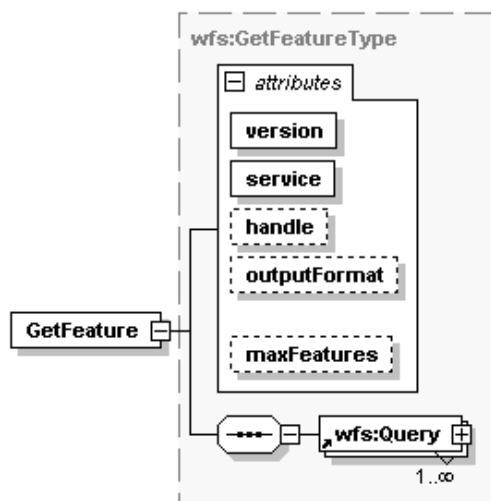 wfs:GetFeatureType
attributes
version
service
handle
outputFormat
maxFeatures
GetFeature
wfs:Query
1..∞